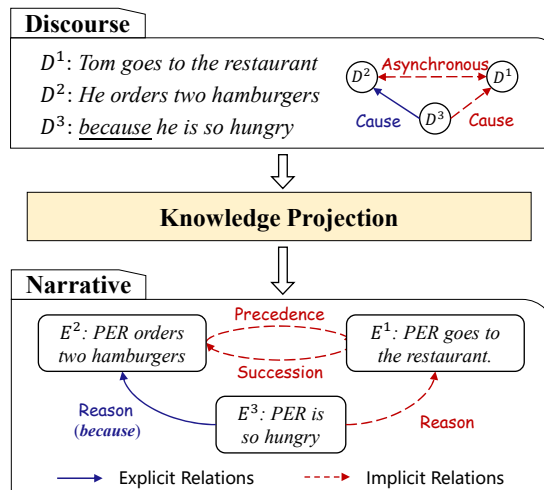 Discourse
D¹: Tom goes to the restaurant
D²: He orders two hamburgers
D³: because he is so hungry
Asynchronous
D²
D¹
D³
Cause
Cause
Knowledge Projection
Narrative
E²: PER orders
two hamburgers
Precedence
Succession
E¹: PER goes to
the restaurant.
Reason
(because)
E³: PER is
so hungry
Reason
Explicit Relations
Implicit Relations